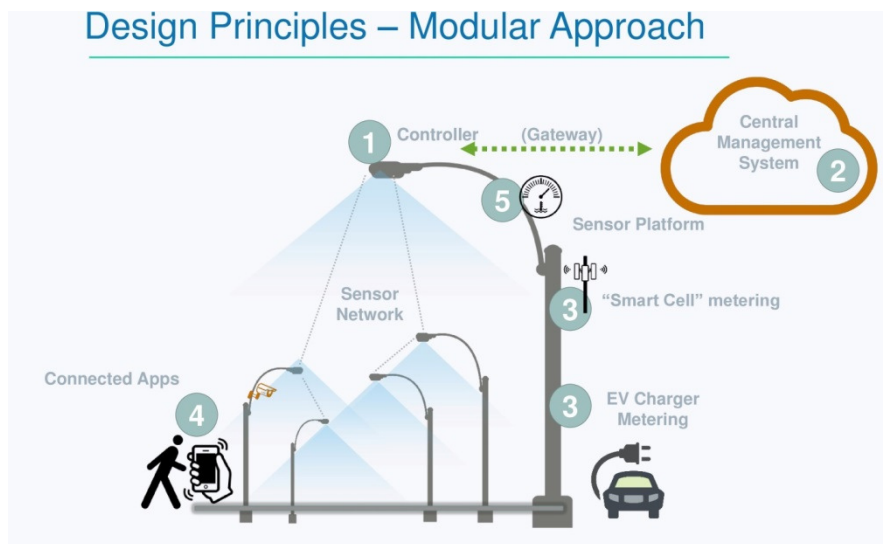 Design Principles – Modular Approach
1
Controller
(Gateway)
Central
Management
System
2
5
Sensor Platform
Sensor
Network
3
“Smart Cell” metering
Connected Apps
4
3
EV Charger
Metering